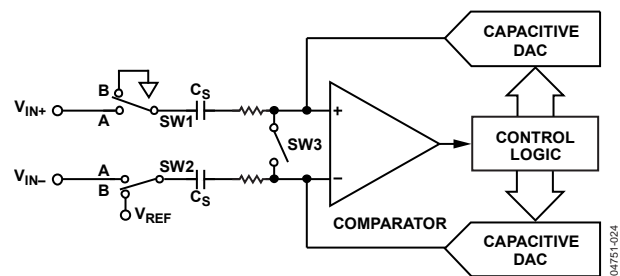 CAPACITIVE
DAC
B
CS
VIN+
A
SW1
+
SW3
CONTROL
LOGIC
VIN–
A
SW2
–
B
CS
VREF
COMPARATOR
CAPACITIVE
DAC
04751-024